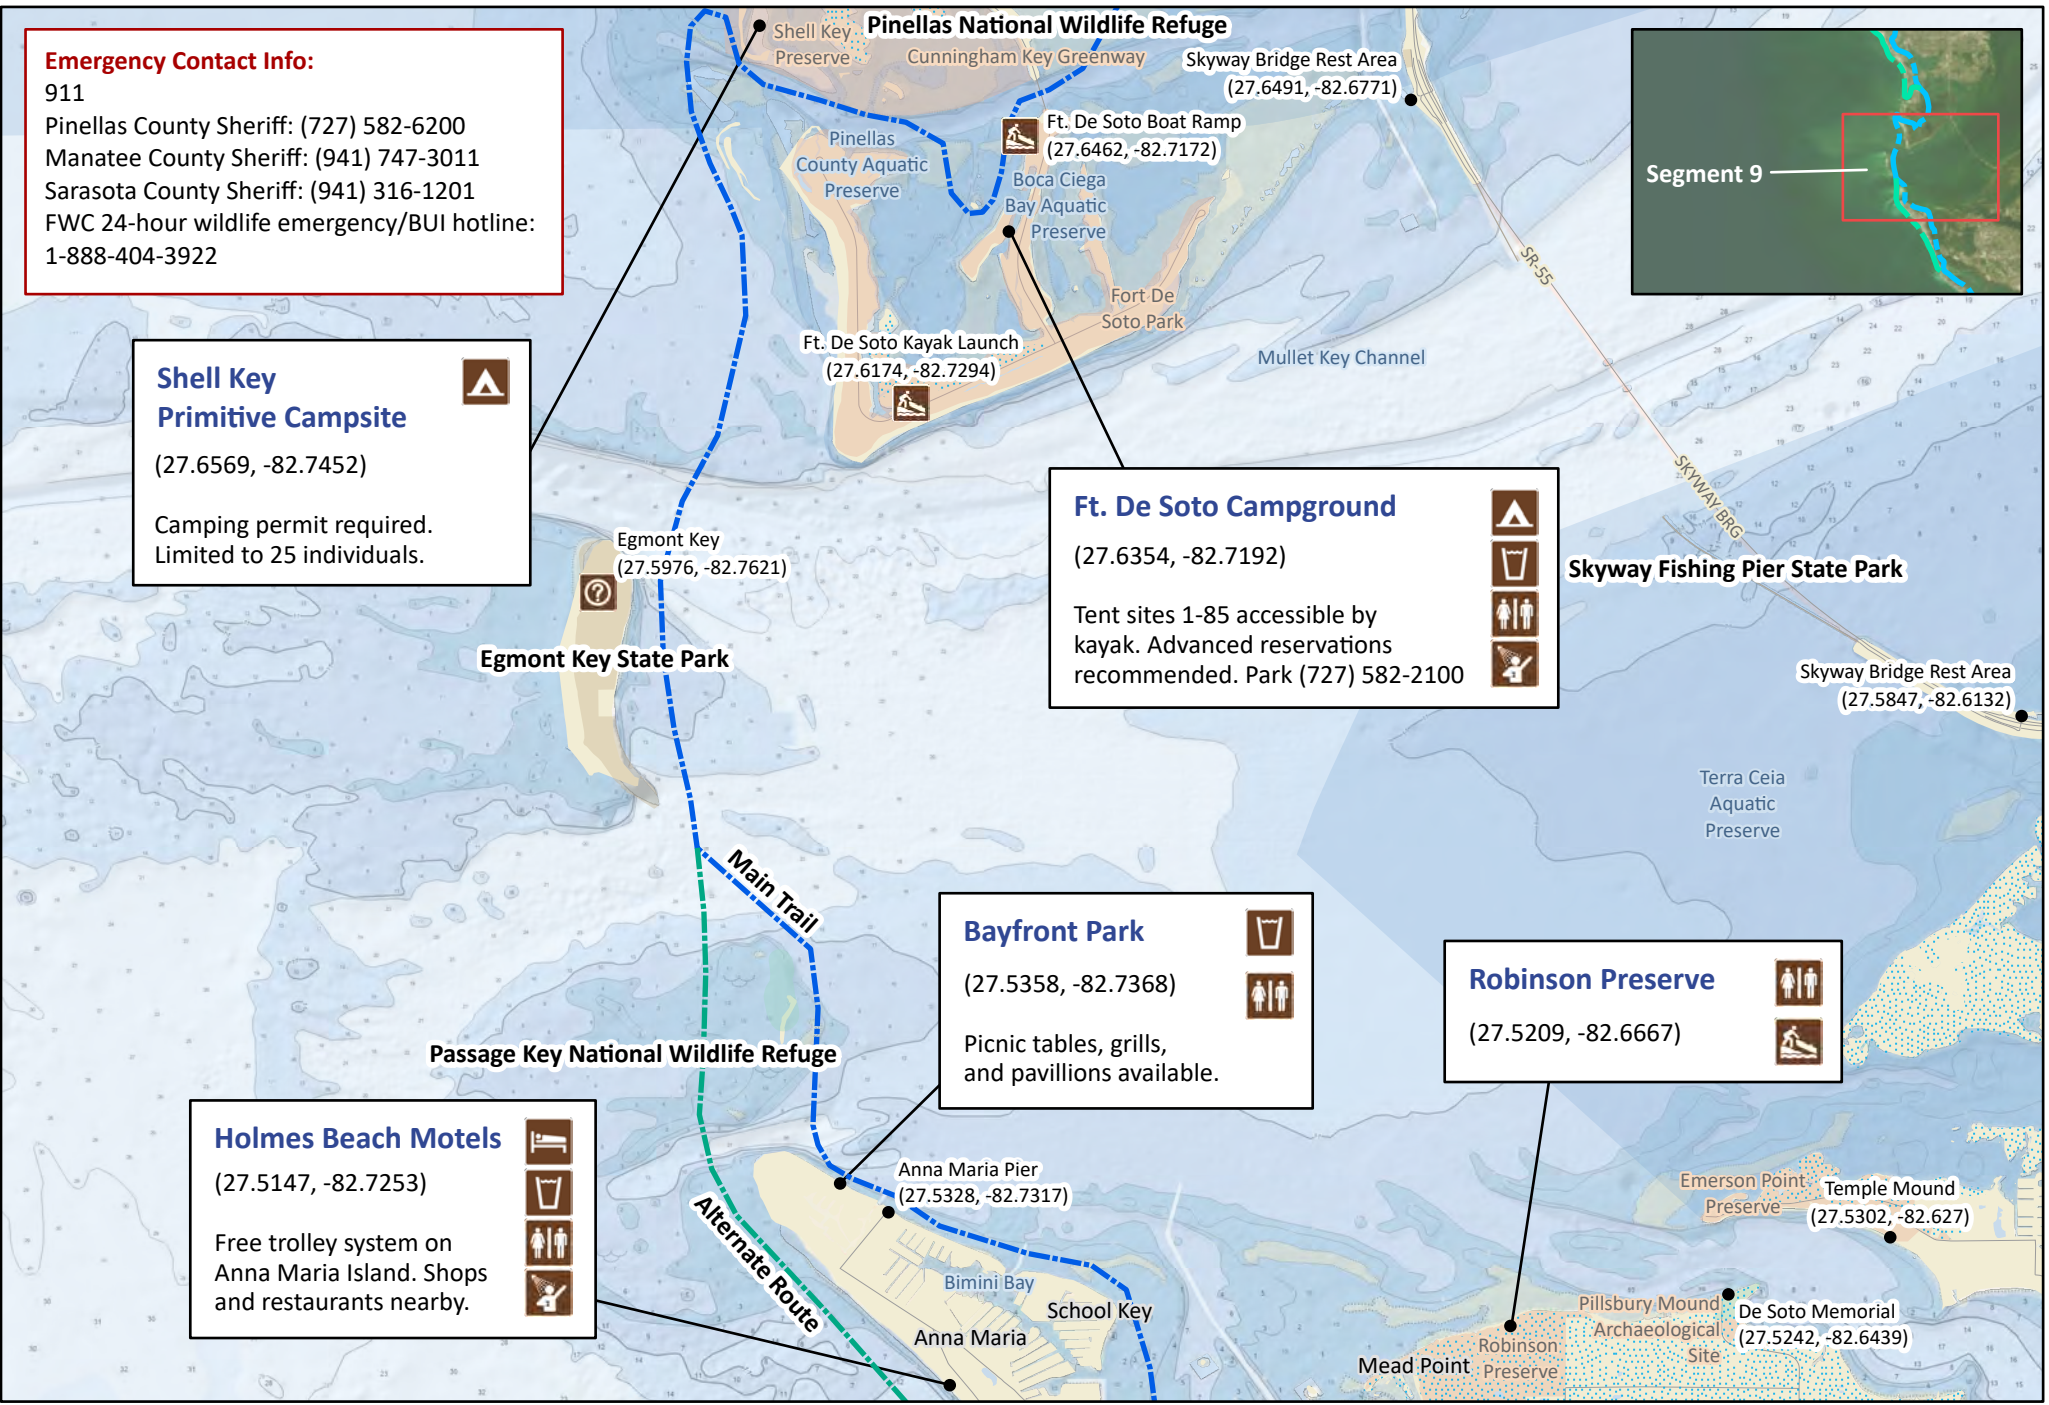 Emergency Contact Info:
911
Pinellas County Sheriff: (727) 582-6200
Manatee County Sheriff: (941) 747-3011
Sarasota County Sheriff: (941) 316-1201
FWC 24-hour wildlife emergency/BUI hotline:
1-888-404-3922
Shell Key
Preserve
Pinellas National Wildlife Refuge
Cunningham Key Greenway
Skyway Bridge Rest Area
(27.6491, -82.6771)
Segment 9
Ft. De Soto Boat Ramp
(27.6462, -82.7172)
Pinellas
County Aquatic
Preserve
Boca Ciega
Bay Aquatic
Preserve
SR-55
Fort De
Soto Park
Ft. De Soto Kayak Launch
(27.6174, -82.7294)
Mullet Key Channel
Shell Key
Primitive Campsite
(27.6569, -82.7452)
Camping permit required.
Limited to 25 individuals.
Ft. De Soto Campground
(27.6354, -82.7192)
Tent sites 1-85 accessible by
kayak. Advanced reservations
recommended. Park (727) 582-2100
SKYWAY BRG
Skyway Fishing Pier State Park
Egmont Key
(27.5976, -82.7621)
Egmont Key State Park
Skyway Bridge Rest Area
(27.5847, -82.6132)
Terra Ceia
Aquatic
Preserve
Main Trail
Bayfront Park
(27.5358, -82.7368)
Picnic tables, grills,
and pavillions available.
Robinson Preserve
(27.5209, -82.6667)
Passage Key National Wildlife Refuge
Holmes Beach Motels
(27.5147, -82.7253)
Free trolley system on
Anna Maria Island. Shops
and restaurants nearby.
Alternate Route
Anna Maria Pier
(27.5328, -82.7317)
Bimini Bay
School Key
Anna Maria
Emerson Point
Preserve
Temple Mound
(27.5302, -82.627)
Pillsbury Mound
Archaeological
Site
De Soto Memorial
(27.5242, -82.6439)
Robinson
Preserve
Mead Point